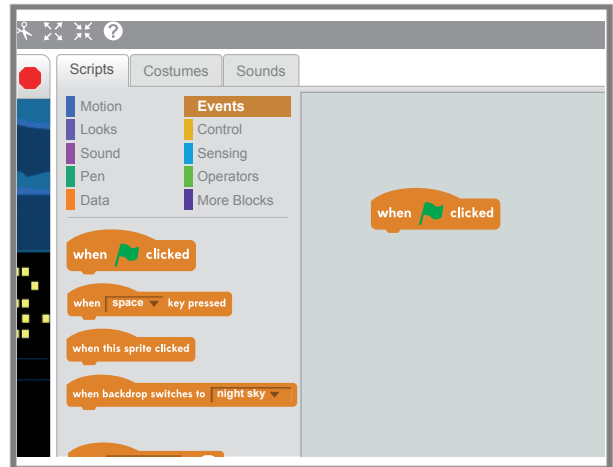 Scripts Costumes Sounds
Motion Events
Looks Control
Sound Sensing
Pen Operators
Data More Blocks
when clicked
when space key pressed
when this sprite clicked
when backdrop switches to night sky
when clicked